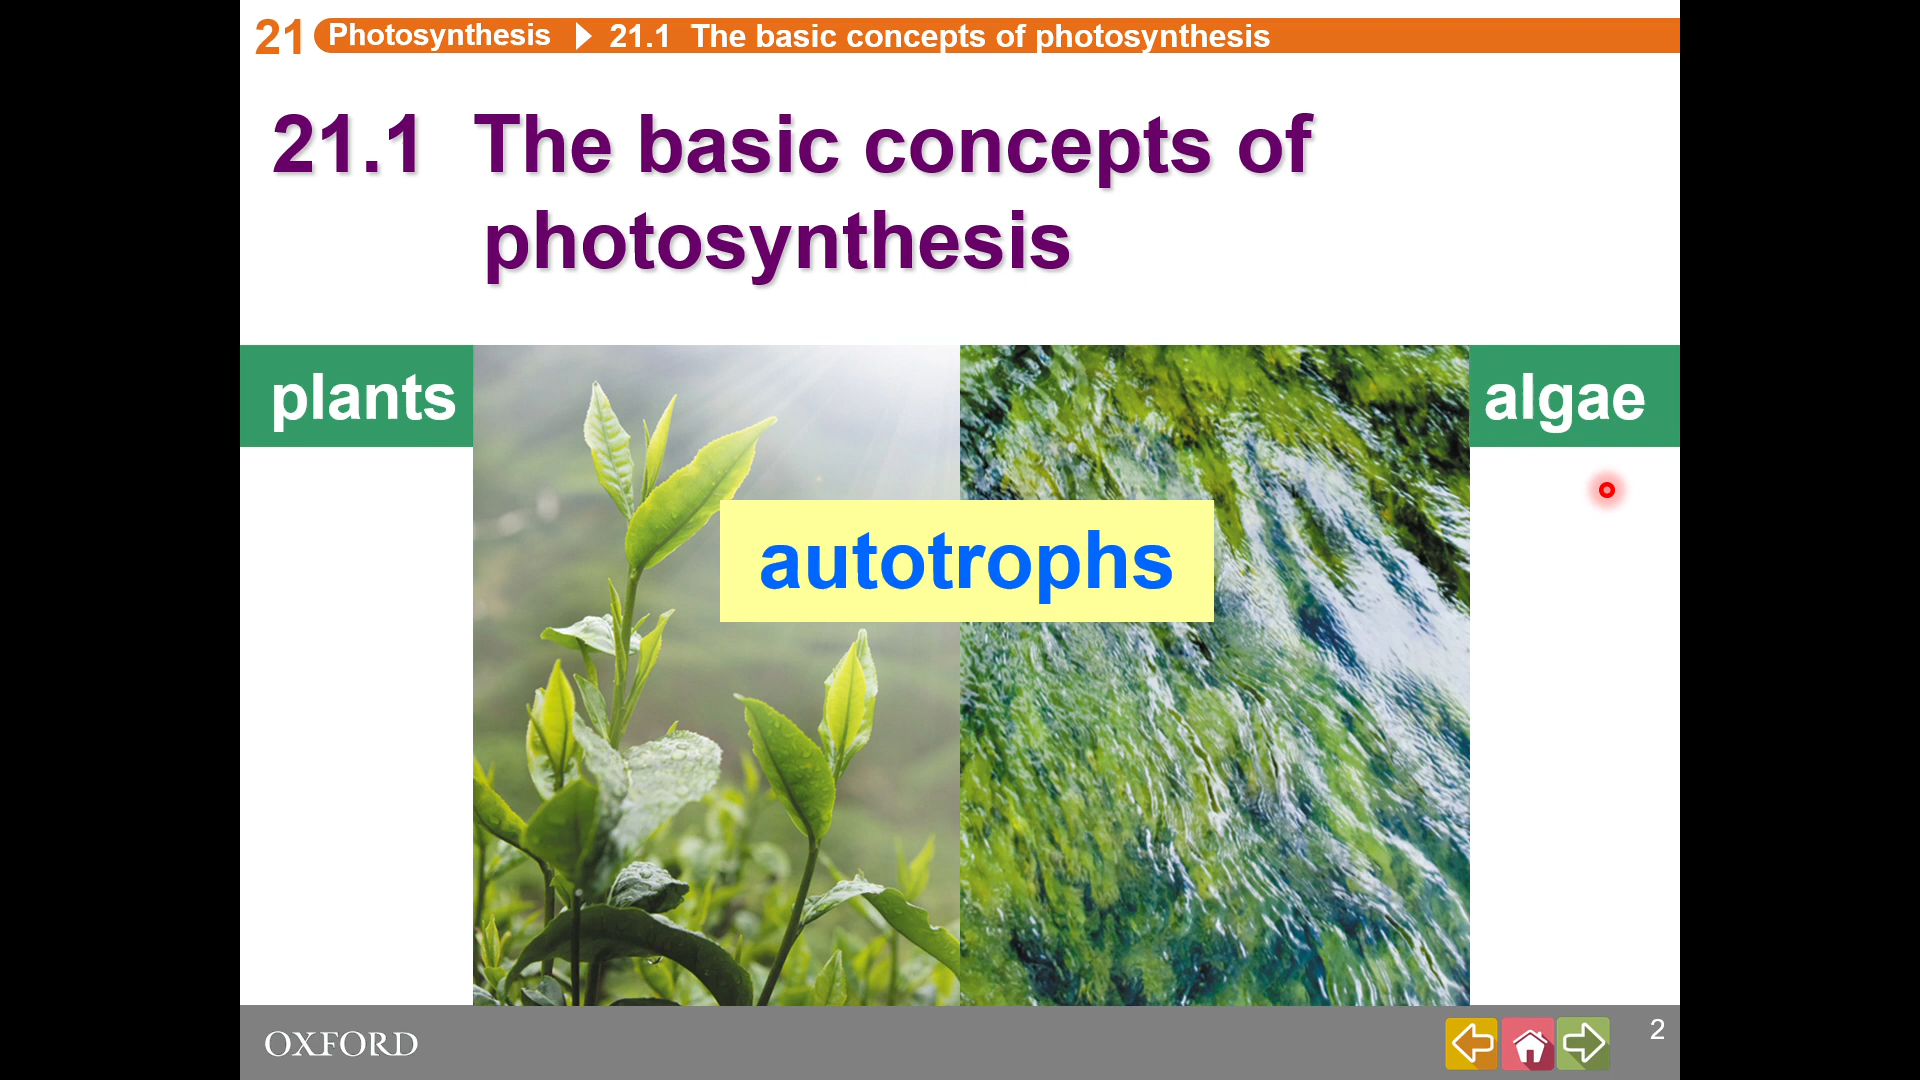 21 Photosynthesis 21.1 The basic concepts of photosynthesis
21.1 The basic concepts of
photosynthesis
plants
algae
autotrophs
OXFORD
2